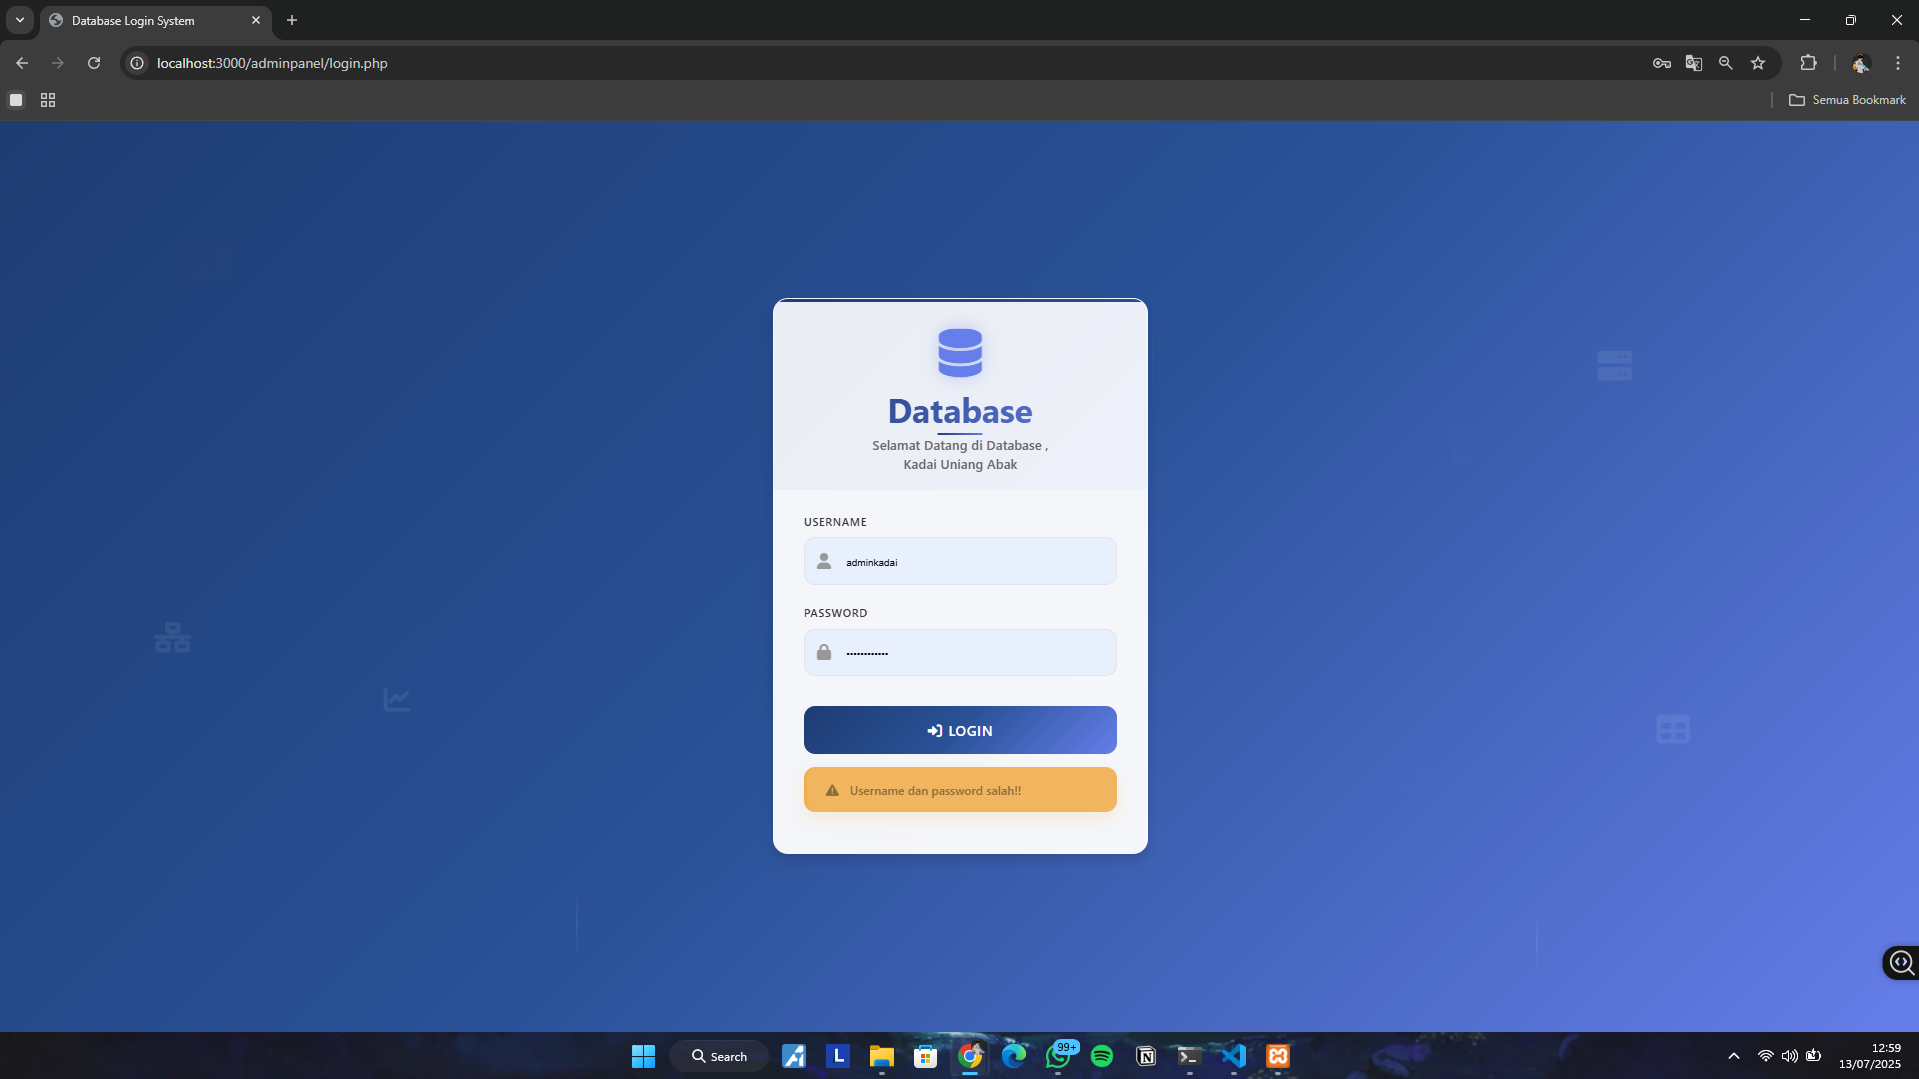 Database Login System
localhost:3000/adminpanel/login.php
Semua Bookmark
Database
Selamat Datang di Database ,
Kadai Uniang Abak
USERNAME
adminkadai
PASSWORD
••••••••••••
LOGIN
Username dan password salah!!
Search
L
99+
12:59
13/07/2025